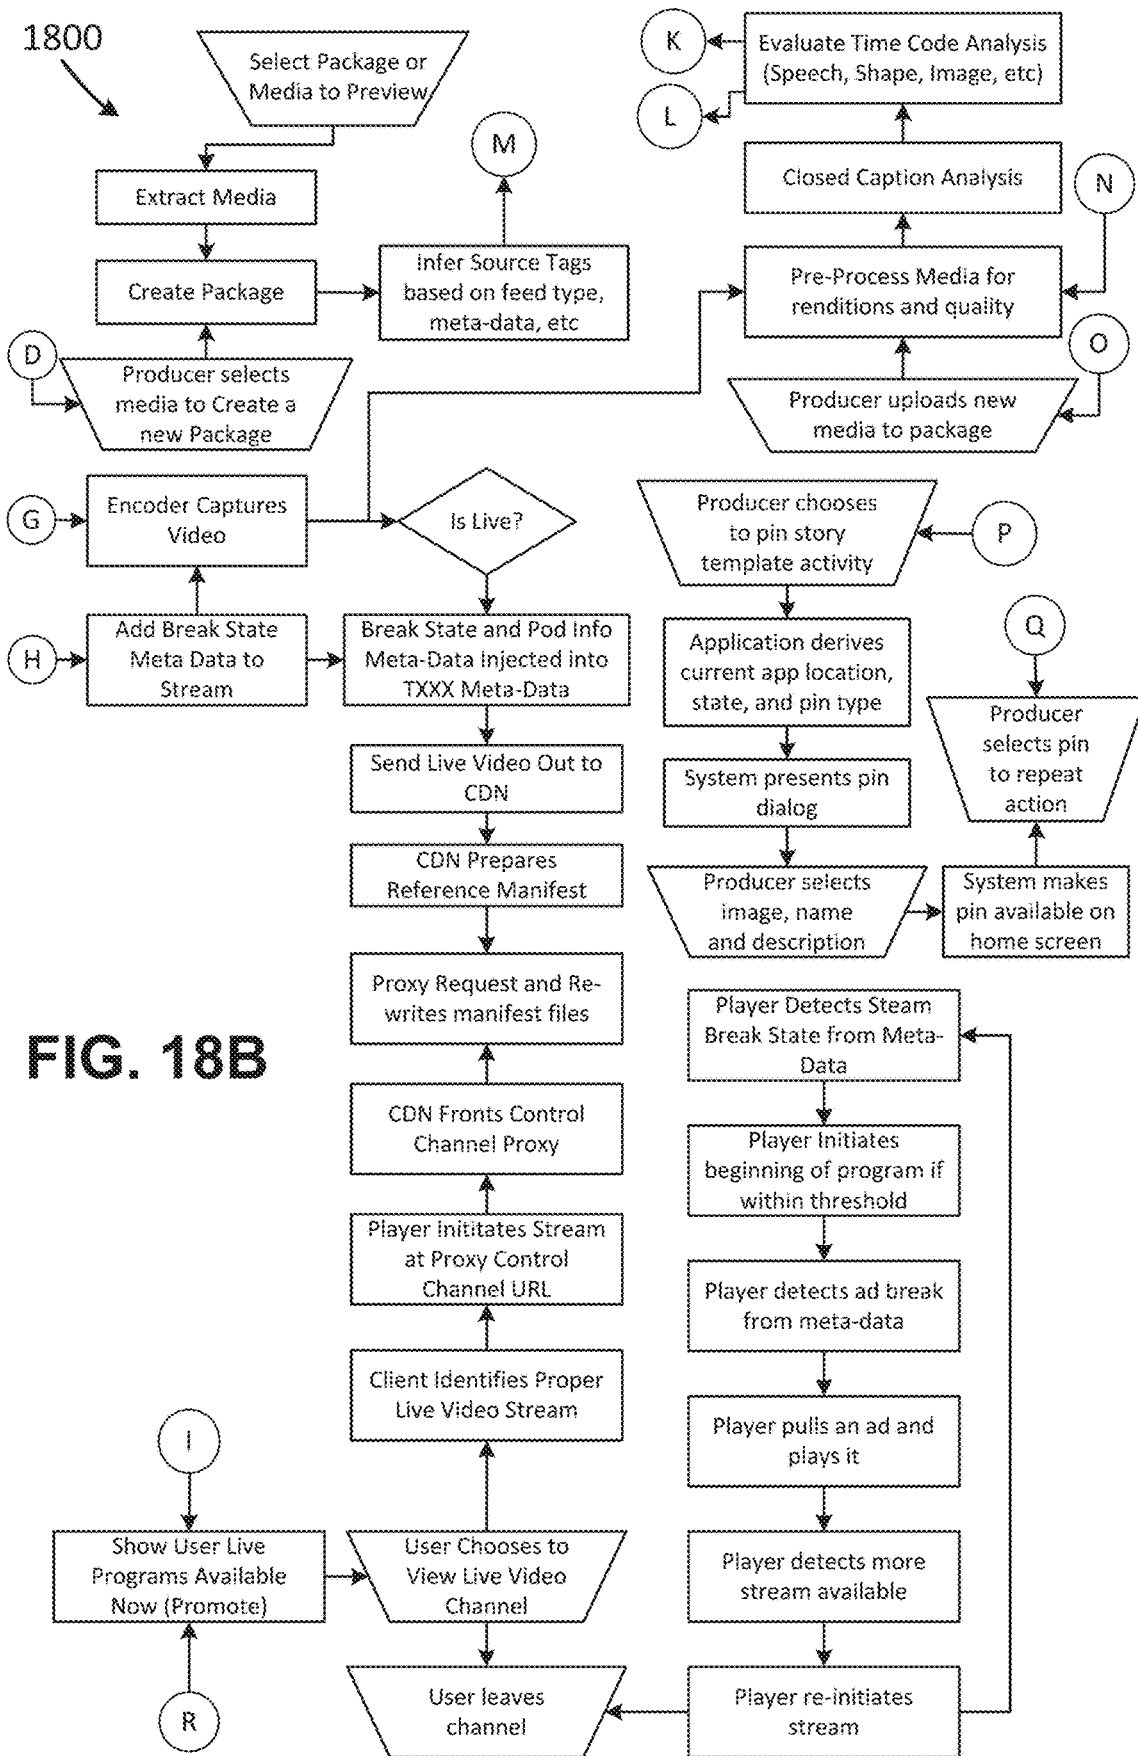 1800
Select Package or
Media to Preview
Extract Media
Create Package
Infer Source Tags
based on feed type,
meta-data, etc
M
D
Producer selects
media to Create a
new Package
K
L
Evaluate Time Code Analysis
(Speech, Shape, Image, etc)
Closed Caption Analysis
N
Pre-Process Media for
renditions and quality
O
Producer uploads new
media to package
G
Encoder Captures
Video
Is Live?
H
Add Break State
Meta Data to
Stream
Break State and Pod Info
Meta-Data Injected into
TXXX Meta-Data
Send Live Video Out to
CDN
CDN Prepares
Reference Manifest
Proxy Request and Re-
writes manifest files
CDN Fronts Control
Channel Proxy
Player Inititates Stream
at Proxy Control
Channel URL
Client Identifies Proper
Live Video Stream
I
Show User Live
Programs Available
Now (Promote)
R
User Chooses to
View Live Video
Channel
User leaves
channel
Producer chooses
to pin story
template activity
P
Application derives
current app location,
state, and pin type
System presents pin
dialog
Producer selects
image, name
and description
System makes
pin available on
home screen
Q
Producer
selects pin
to repeat
action
Player Detects Steam
Break State from Meta-
Data
Player Initiates
beginning of program if
within threshold
Player detects ad break
from meta-data
Player pulls an ad and
plays it
Player detects more
stream available
Player re-initiates
stream
FIG. 18B